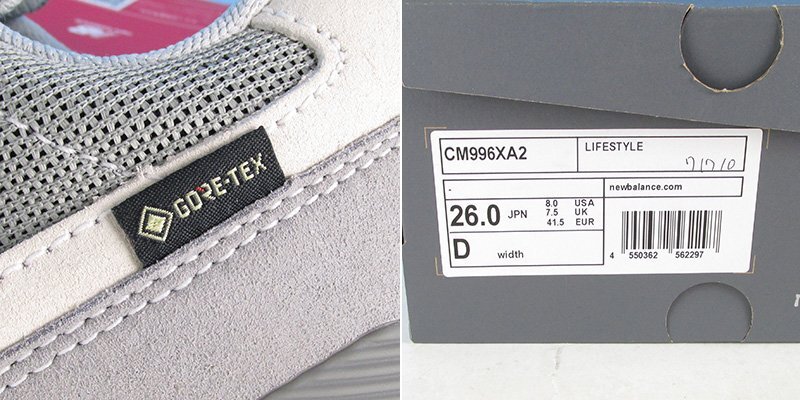 GORE-TEX
CM996XA2
LIFESTYLE
newbalance.com
26.0 JPN
8.0 USA
7.5 UK
41.5 EUR
D width
4 550362 562297